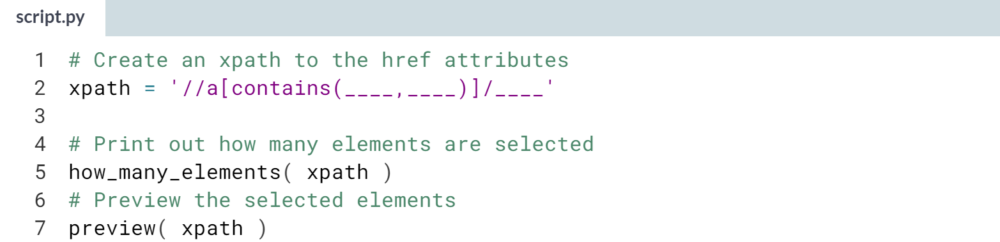 script.py
1 # Create an xpath to the href attributes
2 xpath = '//a[contains(____,____)]/____'
3
4 # Print out how many elements are selected
5 how_many_elements( xpath )
6 # Preview the selected elements
7 preview( xpath )